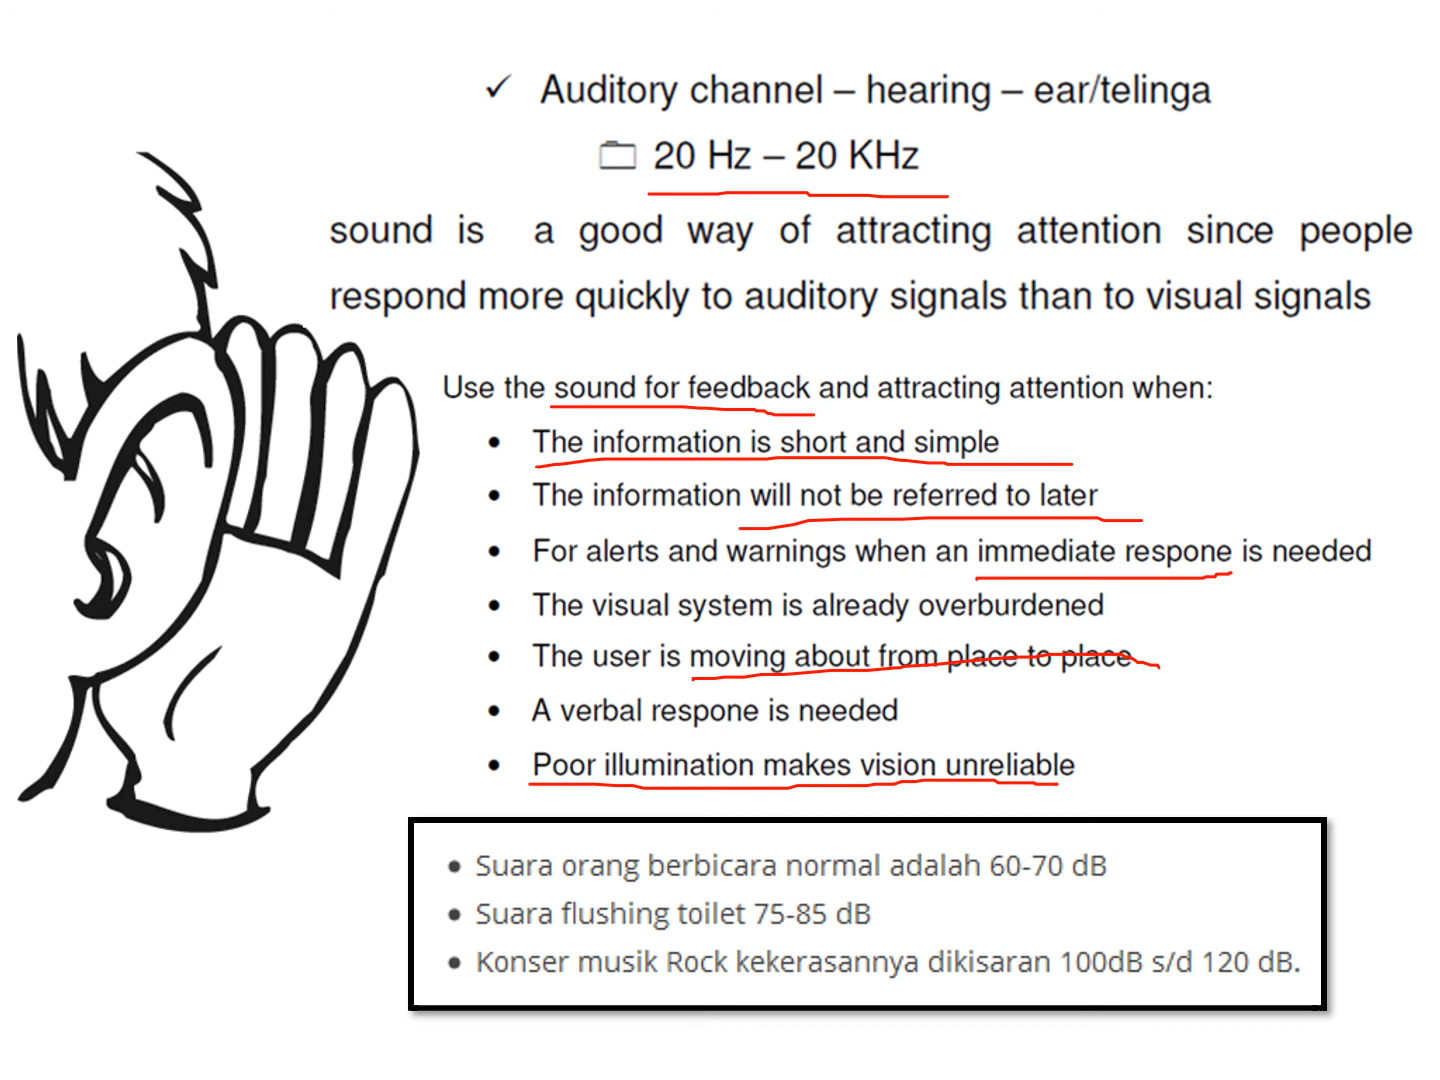 ✓ Auditory channel – hearing – ear/telinga
20 Hz – 20 KHz
sound is a good way of attracting attention since people
respond more quickly to auditory signals than to visual signals
Use the sound for feedback and attracting attention when:
• The information is short and simple
• The information will not be referred to later
• For alerts and warnings when an immediate respone is needed
• The visual system is already overburdened
• The user is moving about from place to place
• A verbal respone is needed
• Poor illumination makes vision unreliable
• Suara orang berbicara normal adalah 60-70 dB
• Suara flushing toilet 75-85 dB
• Konser musik Rock kekerasannya dikisaran 100dB s/d 120 dB.